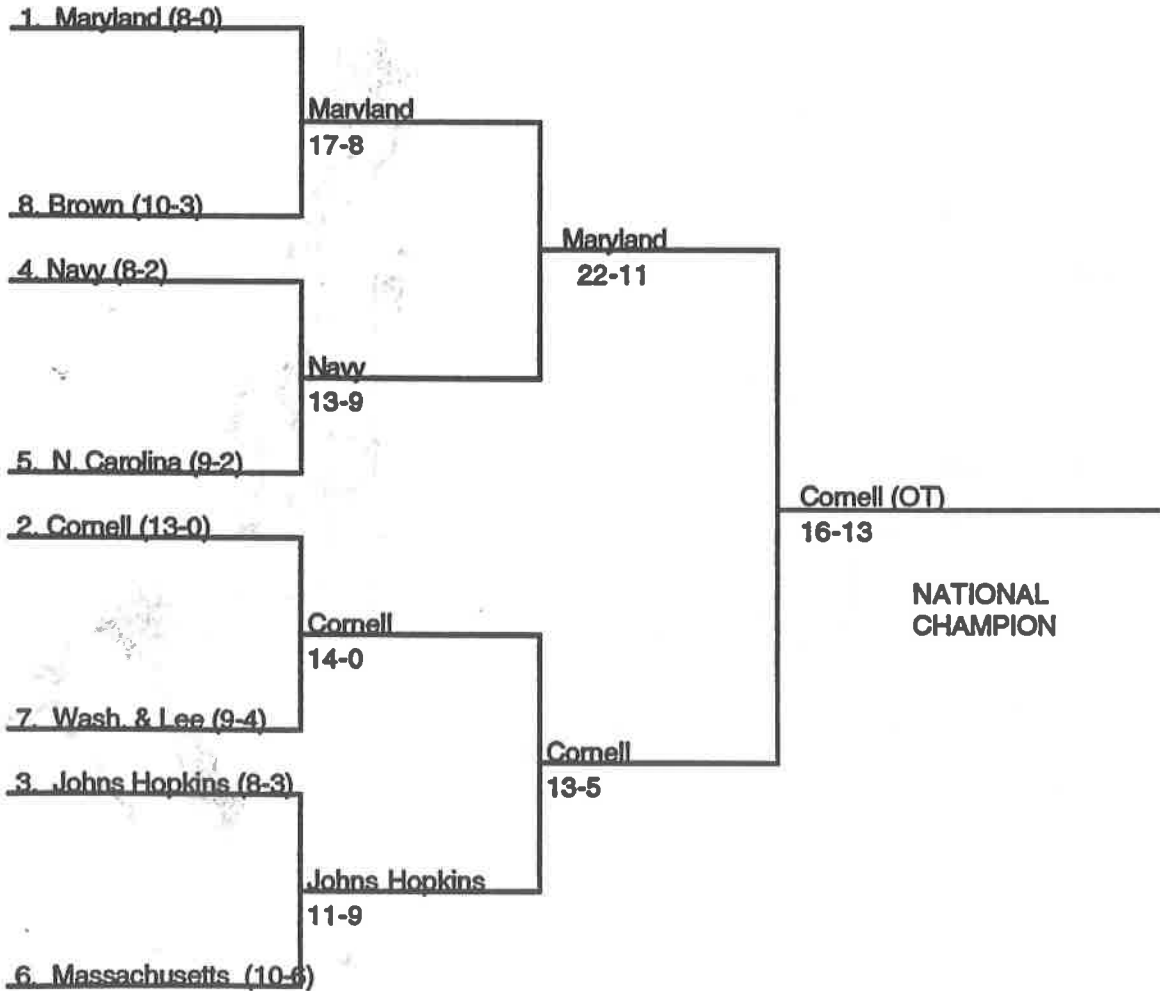 1. Maryland (8-0)
Maryland
17-8
8. Brown (10-3)
Maryland
22-11
4. Navy (8-2)
Navy
13-9
5. N. Carolina (9-2)
Cornell (OT)
16-13
2. Cornell (13-0)
NATIONAL
CHAMPION
Cornell
14-0
7. Wash. & Lee (9-4)
Cornell
13-5
3. Johns Hopkins (8-3)
Johns Hopkins
11-9
6. Massachusetts (10-6)